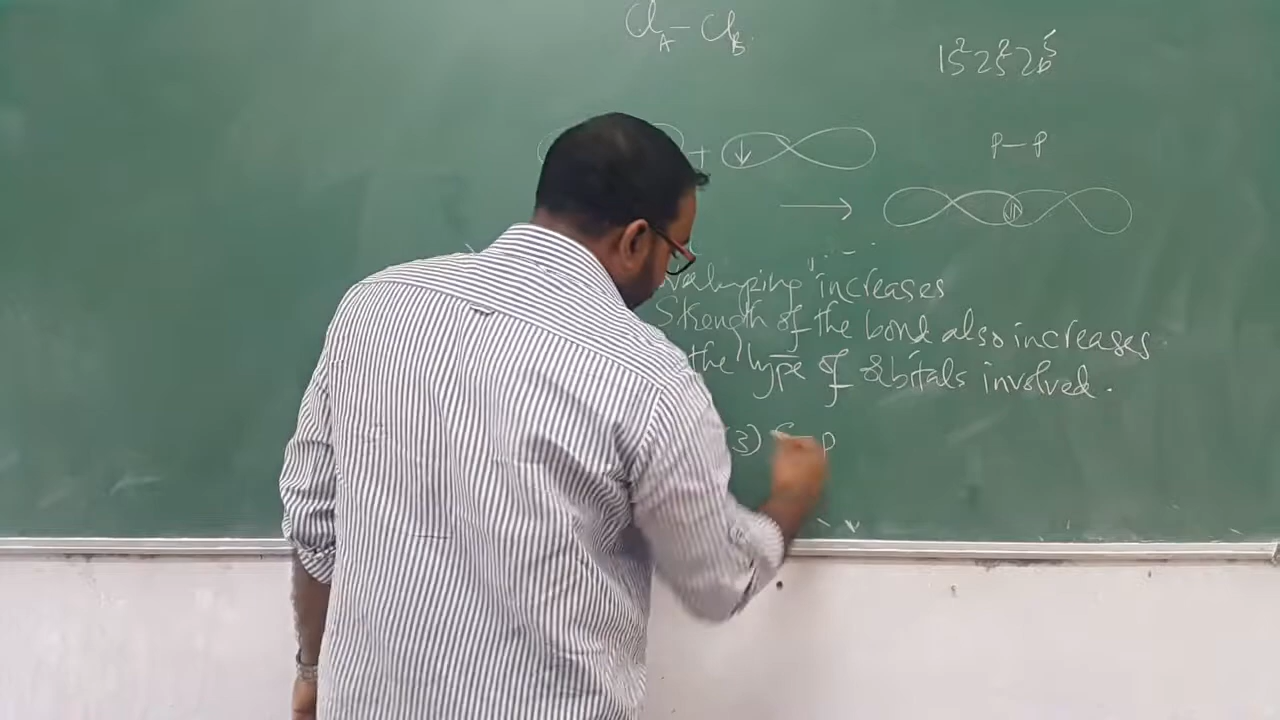 Cl_A – Cl_B
1s² 2s² 2p⁵
p – p
+ ↓
→
Overlapping increases
Strength of the bond also increases
the type of orbitals involved.
(3) p